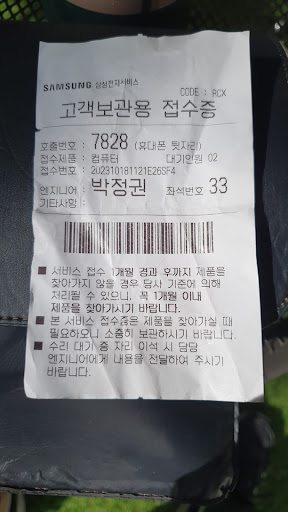 SAMSUNG 삼성전자서비스
CODE : RCX
고객보관용 접수증
호출번호 : 7828 (휴대폰 뒷자리)
접수제품 : 컴퓨터 대기인원 02
접수번호 : 202310181121E26SF4
엔지니어 : 박정권 좌석번호 33
기타사항 :
■ 서비스 접수 1개월 경과 후까지 제품을
찾아가지 않을 경우 당사 기준에 의해
처리될 수 있으니, 꼭 1개월 이내
제품을 찾아가시기 바랍니다.
■ 본 서비스 접수증은 제품을 찾아가실 때
필요하오니 소중히 보관하시기 바랍니다.
■ 수리 대기 중 자리 이석 시 담당
엔지니어에게 내용을 전달하여 주시기
바랍니다.